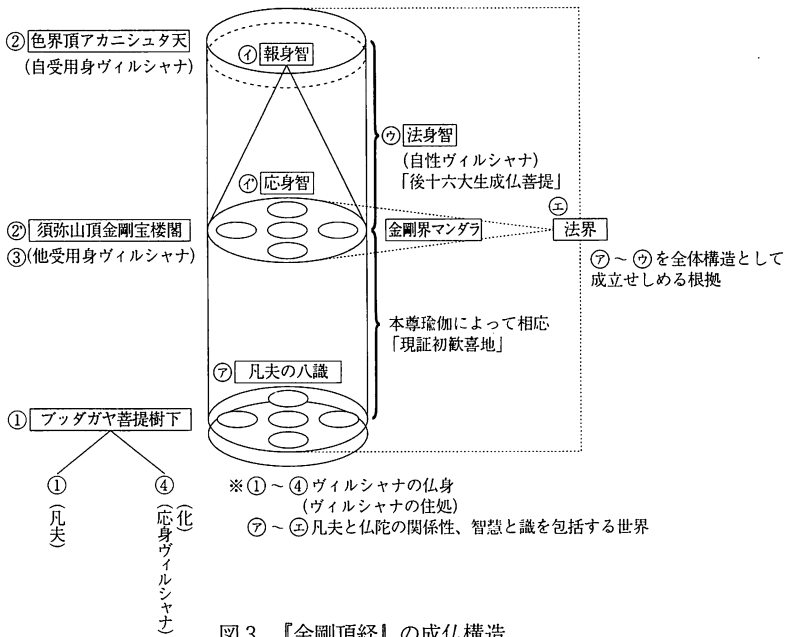 ② 色界頂アカニシュタ天
(自受用身ヴィルシャナ)
㋑ 報身智
㋒ 法身智
(自性ヴィルシャナ)
「後十六大生成仏菩提」
㋑' 応身智
㋓
②' 須弥山頂金剛宝楼閣
③(他受用身ヴィルシャナ)
金剛界マンダラ
法界
㋐~㋒を全体構造として
成立せしめる根拠
本尊瑜伽によって相応
「現証初歓喜地」
㋐ 凡夫の八識
① ブッダガヤ菩提樹下
①
(凡夫)
④
(化)
(応身ヴィルシャナ)
※①~④ヴィルシャナの仏身
(ヴィルシャナの住処)
㋐~㋓凡夫と仏陀の関係性、智慧と識を包括する世界
図3 『金剛頂経』の成仏構造